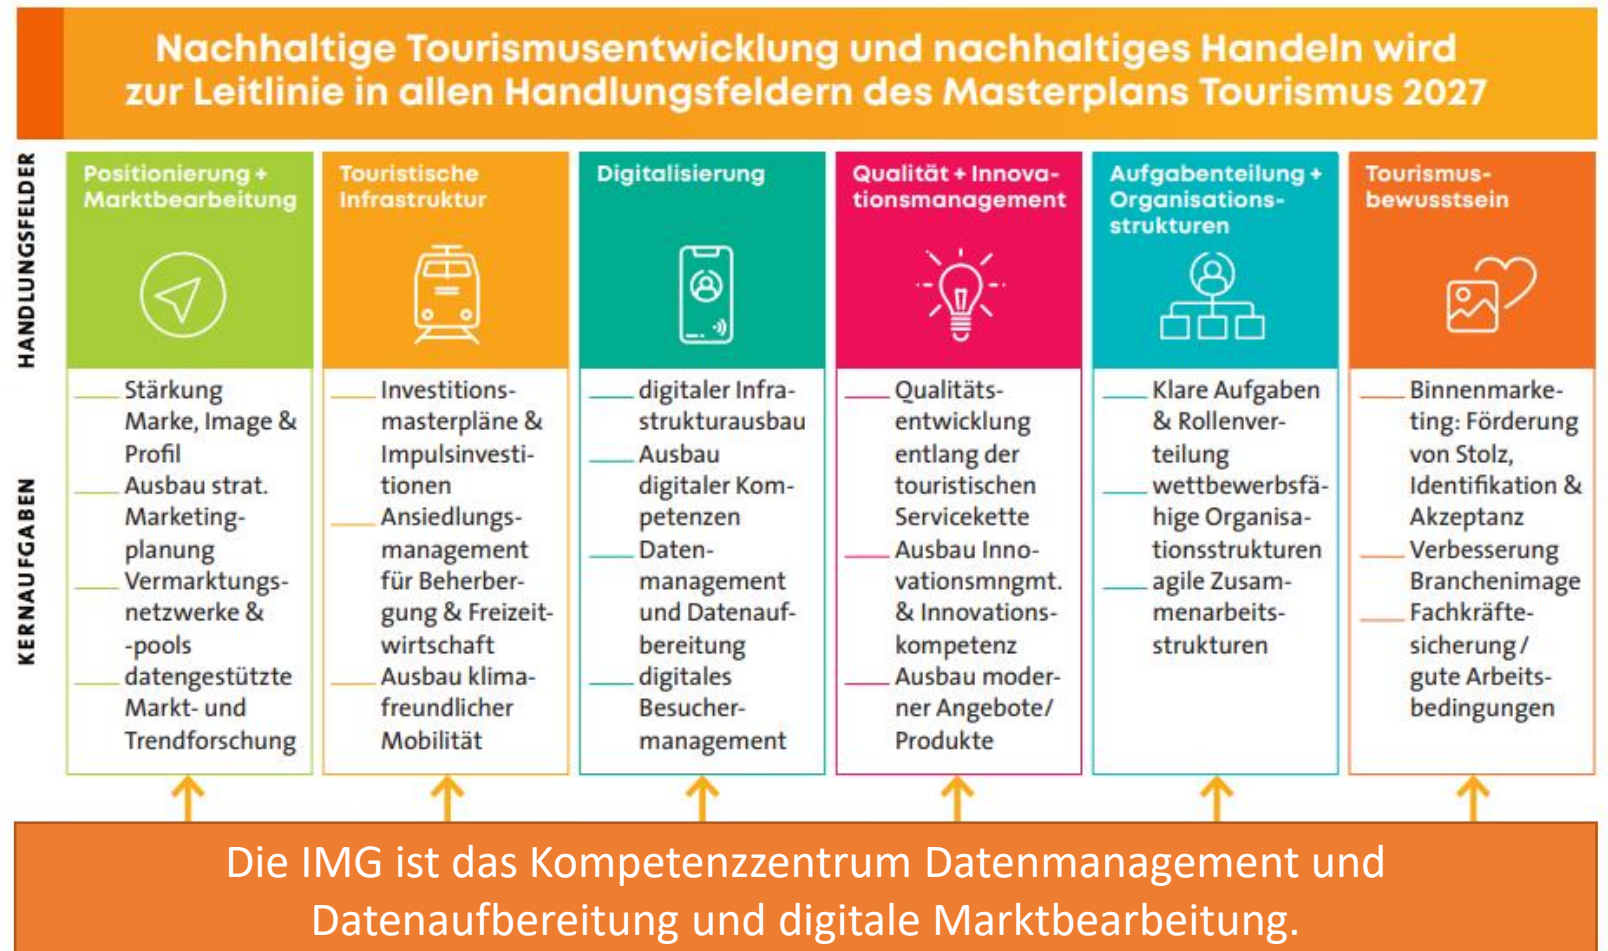 Nachhaltige Tourismusentwicklung und nachhaltiges Handeln wird
zur Leitlinie in allen Handlungsfeldern des Masterplans Tourismus 2027
HANDLUNGSFELDER
Positionierung +
Marktbearbeitung
Touristische
Infrastruktur
Digitalisierung
Qualität + Innova-
tionsmanagement
Aufgabenteilung +
Organisations-
strukturen
Tourismus-
bewusstsein
KERNAUFGABEN
Stärkung
Marke, Image &
Profil
Ausbau strat.
Marketing-
planung
Vermarktungs-
netzwerke &
-pools
datengestützte
Markt- und
Trendforschung
Investitions-
masterpläne &
Impulsinvesti-
tionen
Ansiedlungs-
management
für Beherber-
gung & Freizeit-
wirtschaft
Ausbau klima-
freundlicher
Mobilität
digitaler Infra-
strukturausbau
Ausbau
digitaler Kom-
petenzen
Daten-
management
und Datenauf-
bereitung
digitales
Besucher-
management
Qualitäts-
entwicklung
entlang der
touristischen
Servicekette
Ausbau Inno-
vationsmngmt.
& Innovations-
kompetenz
Ausbau moder-
ner Angebote/
Produkte
Klare Aufgaben
& Rollenver-
teilung
wettbewerbsfä-
hige Organisa-
tionsstrukturen
agile Zusam-
menarbeits-
strukturen
Binnenmarke-
ting: Förderung
von Stolz,
Identifikation &
Akzeptanz
Verbesserung
Branchenimage
Fachkräfte-
sicherung/
gute Arbeits-
bedingungen
Die IMG ist das Kompetenzzentrum Datenmanagement und
Datenaufbereitung und digitale Marktbearbeitung.